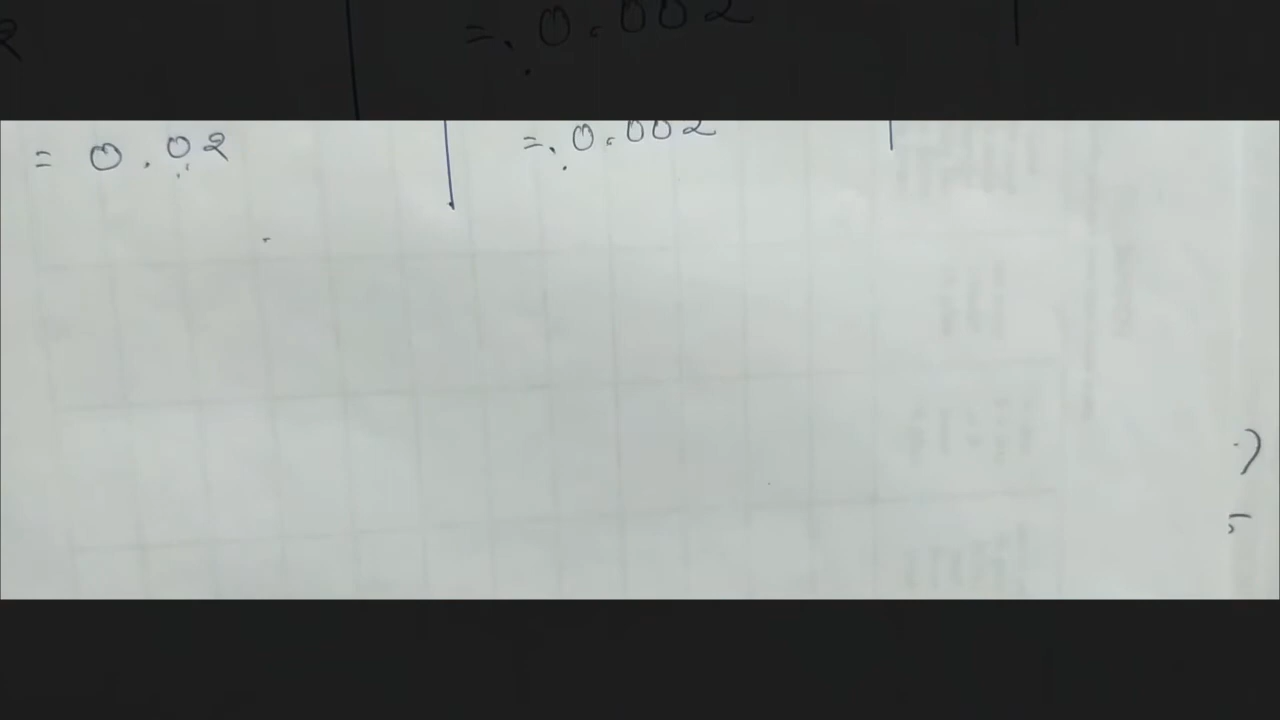 = 0.02
=. 0.002
)